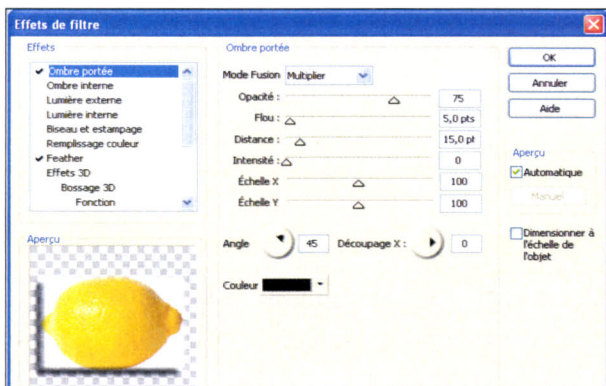 Effets de filtre
Effets
Ombre portée
Ombre interne
Lumière externe
Lumière interne
Biseau et estampage
Remplissage couleur
Feather
Effets 3D
Bossage 3D
Fonction
Aperçu
Ombre portée
Mode Fusion Multiplier
Opacité : 75
Flou : 5,0 pts
Distance : 15,0 pt
Intensité : 0
Échelle X 100
Échelle Y 100
Angle 45 Découpage X : 0
Couleur
OK
Annuler
Aide
Aperçu
Automatique
Manuel
Dimensionner à
l'échelle de
l'objet